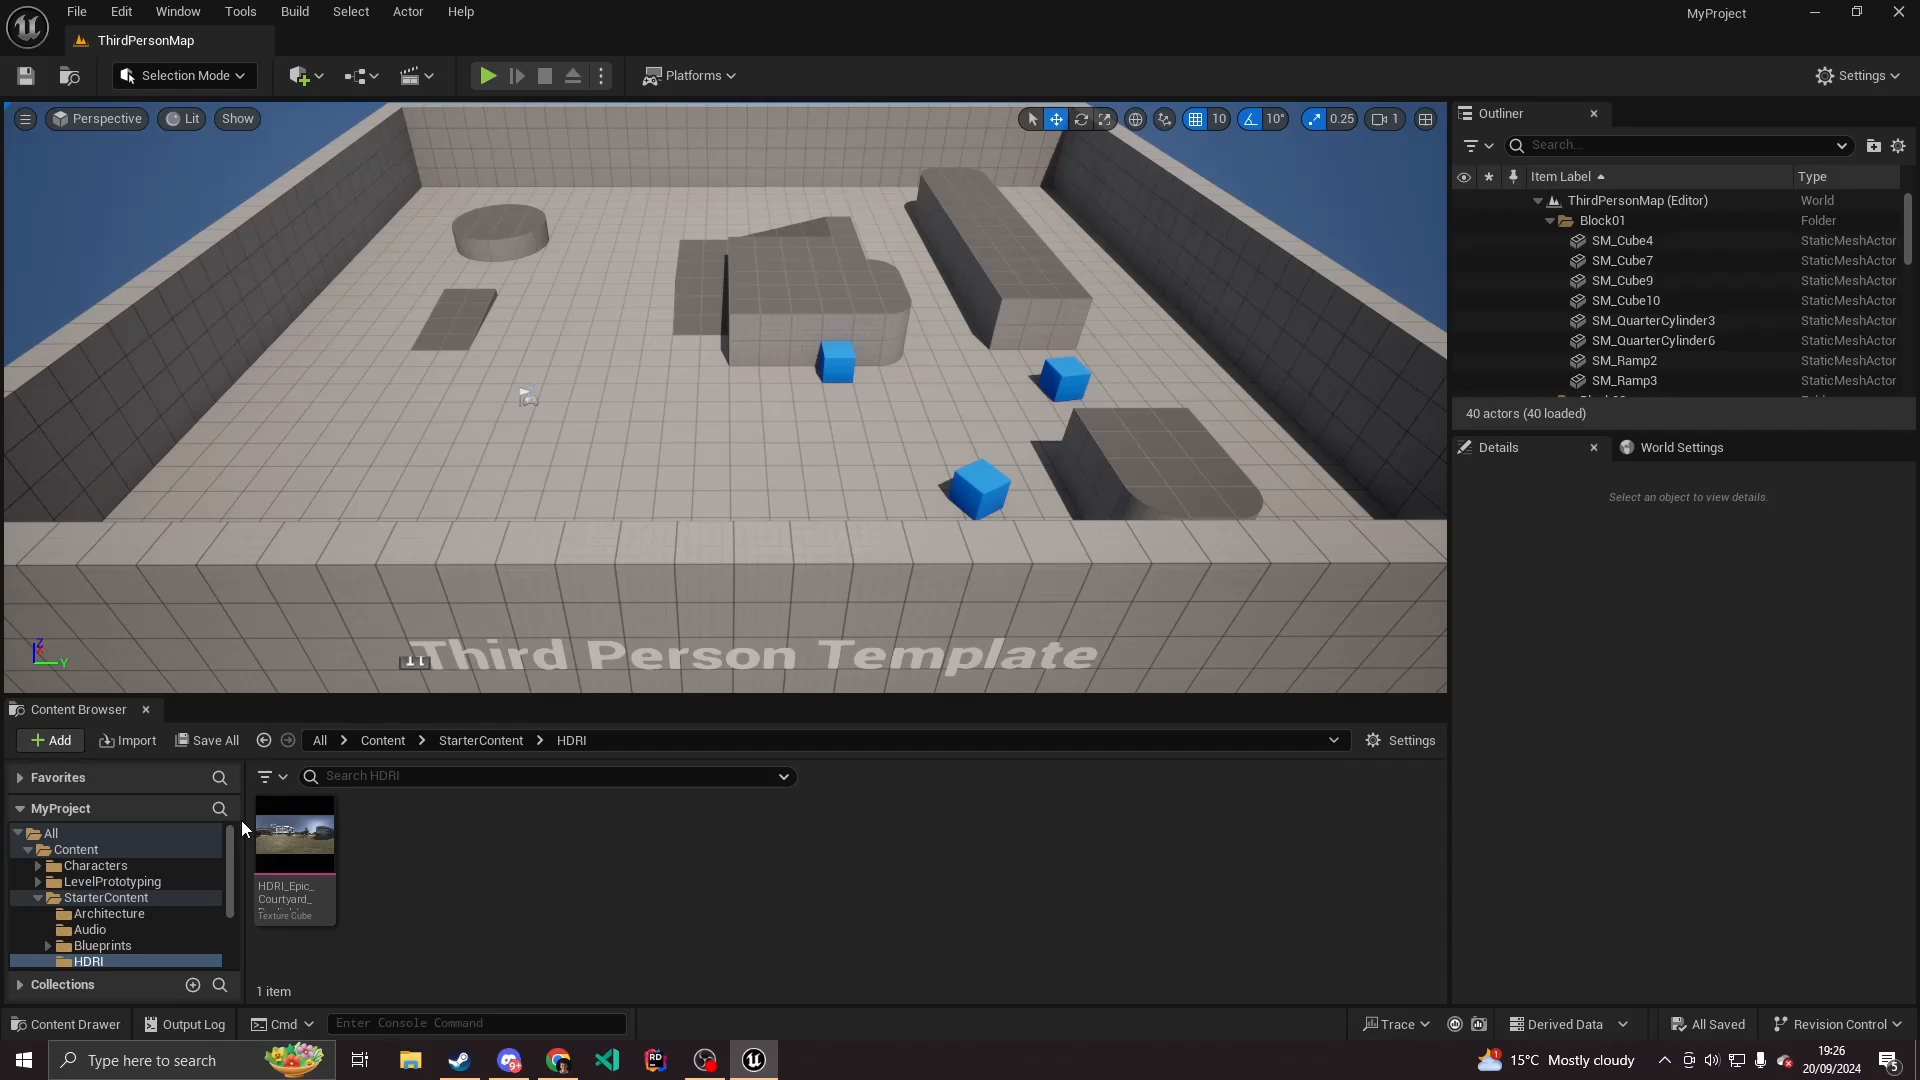 File Edit Window Tools Build Select Actor Help
MyProject
ThirdPersonMap
Selection Mode
Platforms
Settings
Perspective
Lit
Show
10
10°
0.25
1
Third Person Template
Outliner
Search...
Item Label
Type
ThirdPersonMap (Editor) World
Block01 Folder
SM_Cube4 StaticMeshActor
SM_Cube7 StaticMeshActor
SM_Cube9 StaticMeshActor
SM_Cube10 StaticMeshActor
SM_QuarterCylinder3 StaticMeshActor
SM_QuarterCylinder6 StaticMeshActor
SM_Ramp2 StaticMeshActor
SM_Ramp3 StaticMeshActor
40 actors (40 loaded)
Details
World Settings
Select an object to view details.
Content Browser
Add
Import
Save All
All
Content
StarterContent
HDRI
Settings
Favorites
MyProject
All
Content
Characters
LevelPrototyping
StarterContent
Architecture
Audio
Blueprints
HDRI
Collections
Search HDRI
HDRI_Epic_
Courtyard_
Texture Cube
1 item
Content Drawer
Output Log
Cmd
Enter Console Command
Trace
Derived Data
All Saved
Revision Control
Type here to search
9+
RD
1
15°C Mostly cloudy
19:26
20/09/2024
5